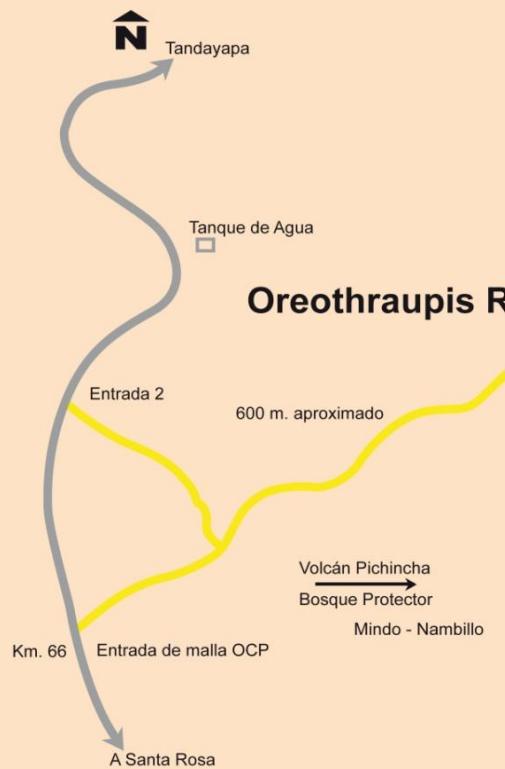 N
Tandayapa
Tanque de Agua
Oreothraupis R
Entrada 2
600 m. aproximado
Volcán Pichincha
Bosque Protector
Mindo - Nambillo
Km. 66
Entrada de malla OCP
A Santa Rosa